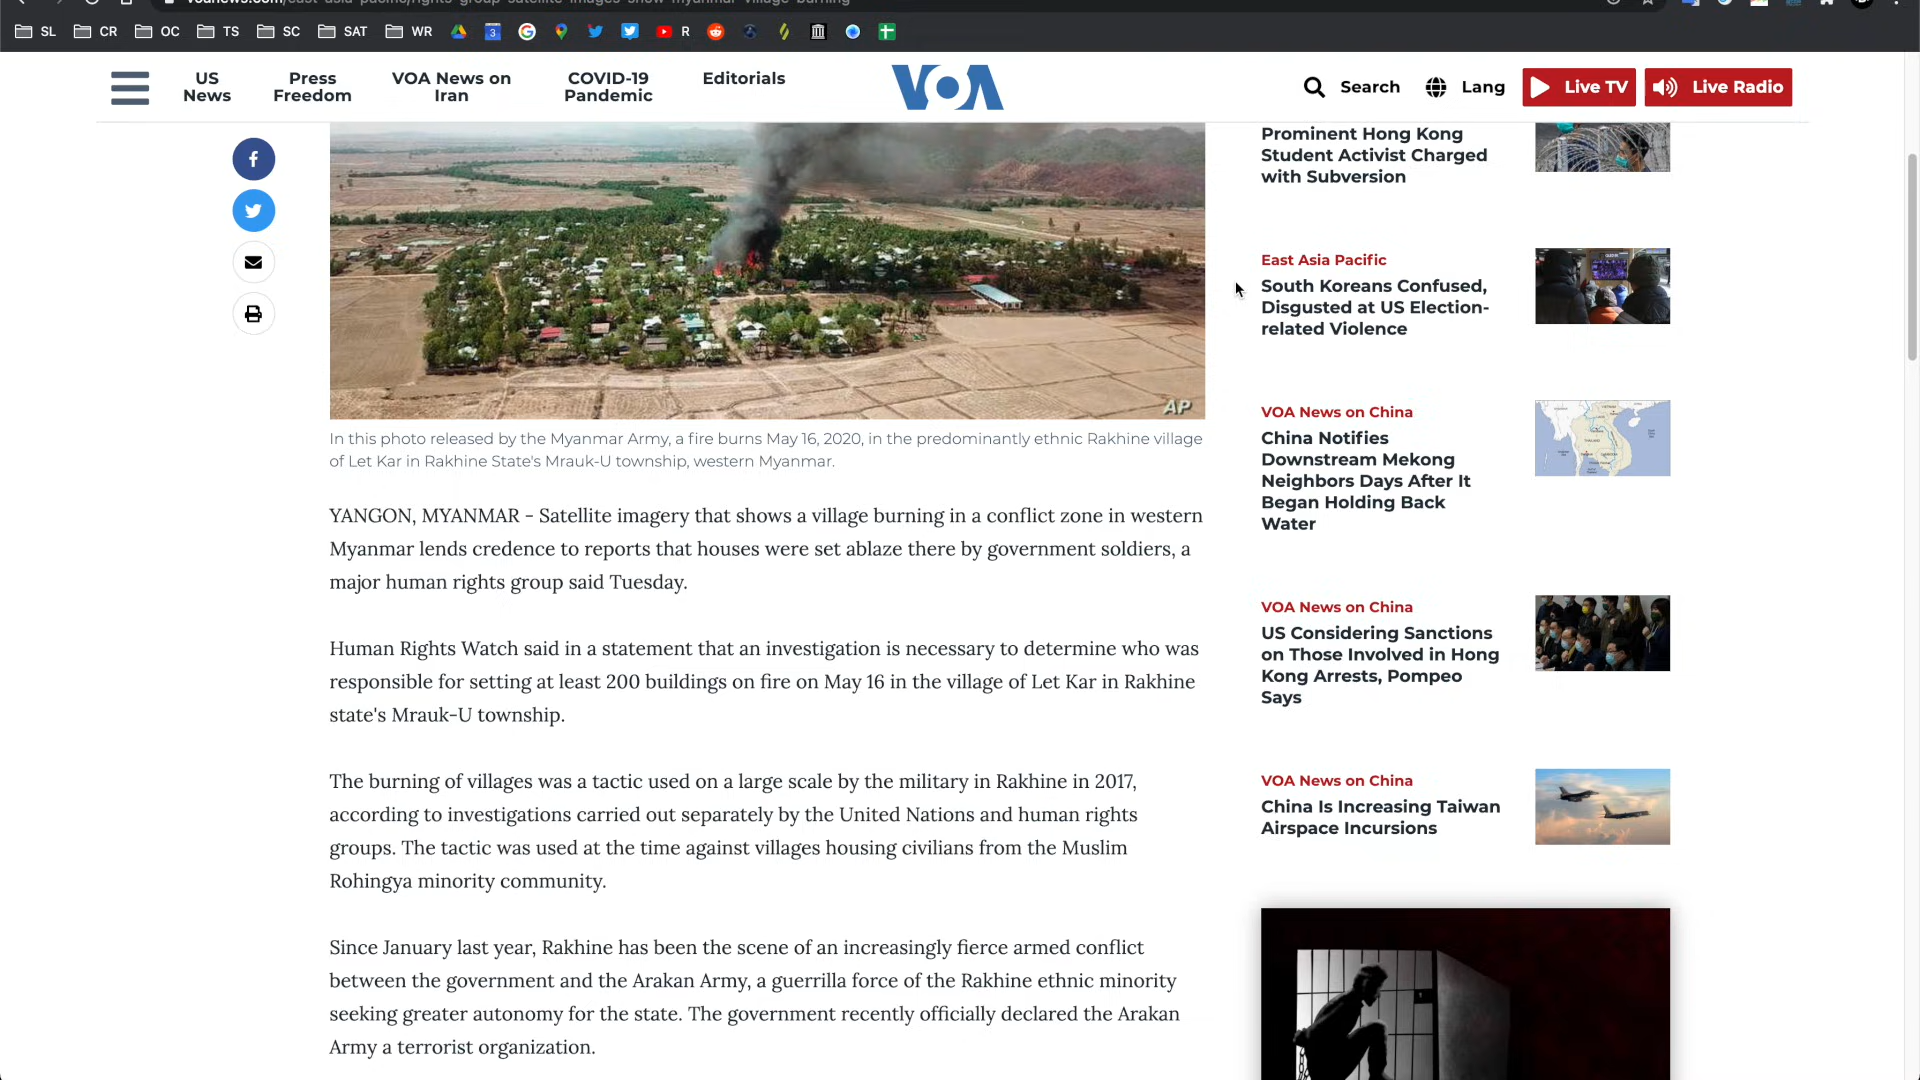 SL CR OC TS SC SAT WR 3 R
US News
Press Freedom
VOA News on Iran
COVID-19 Pandemic
Editorials
VOA
Search
Lang
Live TV
Live Radio
AP
In this photo released by the Myanmar Army, a fire burns May 16, 2020, in the predominantly ethnic Rakhine village
of Let Kar in Rakhine State's Mrauk-U township, western Myanmar.
YANGON, MYANMAR - Satellite imagery that shows a village burning in a conflict zone in western
Myanmar lends credence to reports that houses were set ablaze there by government soldiers, a
major human rights group said Tuesday.
Human Rights Watch said in a statement that an investigation is necessary to determine who was
responsible for setting at least 200 buildings on fire on May 16 in the village of Let Kar in Rakhine
state's Mrauk-U township.
The burning of villages was a tactic used on a large scale by the military in Rakhine in 2017,
according to investigations carried out separately by the United Nations and human rights
groups. The tactic was used at the time against villages housing civilians from the Muslim
Rohingya minority community.
Since January last year, Rakhine has been the scene of an increasingly fierce armed conflict
between the government and the Arakan Army, a guerrilla force of the Rakhine ethnic minority
seeking greater autonomy for the state. The government recently officially declared the Arakan
Army a terrorist organization.
Prominent Hong Kong
Student Activist Charged
with Subversion
East Asia Pacific
South Koreans Confused,
Disgusted at US Election-
related Violence
VOA News on China
China Notifies
Downstream Mekong
Neighbors Days After It
Began Holding Back
Water
VOA News on China
US Considering Sanctions
on Those Involved in Hong
Kong Arrests, Pompeo
Says
VOA News on China
China Is Increasing Taiwan
Airspace Incursions